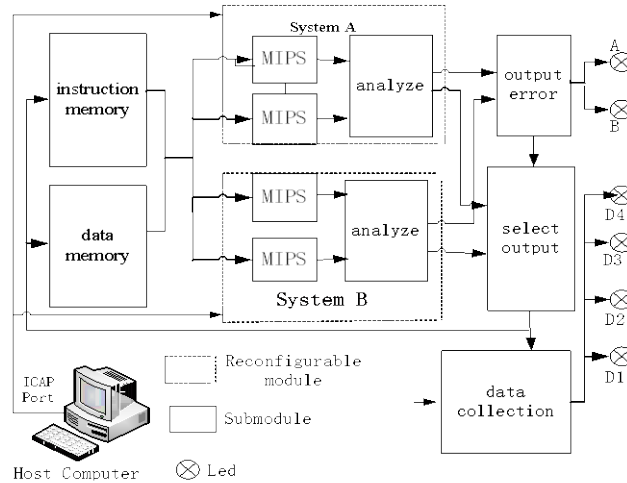 System A
MIPS
MIPS
analyze
instruction
memory
data
memory
MIPS
MIPS
analyze
System B
output
error
select
output
data
collection
A
B
D4
D3
D2
D1
ICAP
Port
Host Computer
Reconfigurable
module
Submodule
Led